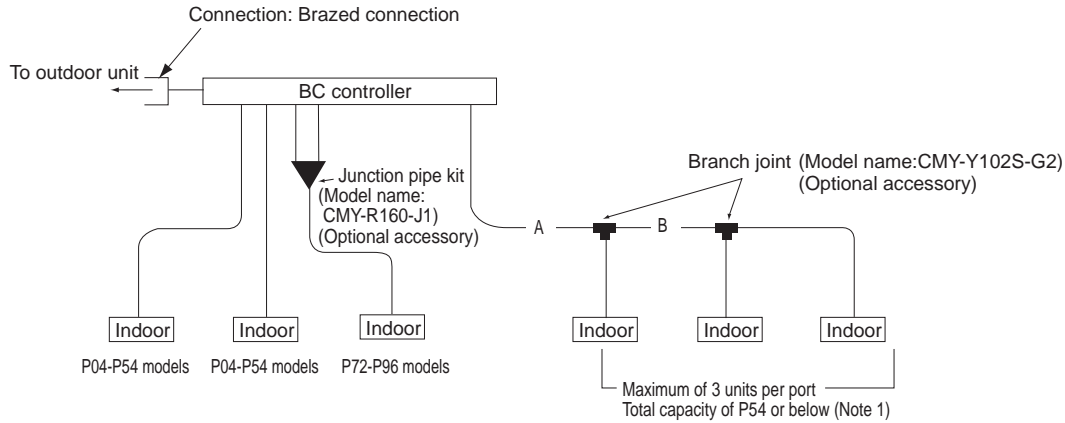 Connection: Brazed connection
To outdoor unit
BC controller
Junction pipe kit
(Model name:
CMY-R160-J1)
(Optional accessory)
Branch joint (Model name:CMY-Y102S-G2)
(Optional accessory)
A
B
Indoor
Indoor
Indoor
Indoor
Indoor
Indoor
P04-P54 models
P04-P54 models
P72-P96 models
Maximum of 3 units per port
Total capacity of P54 or below (Note 1)